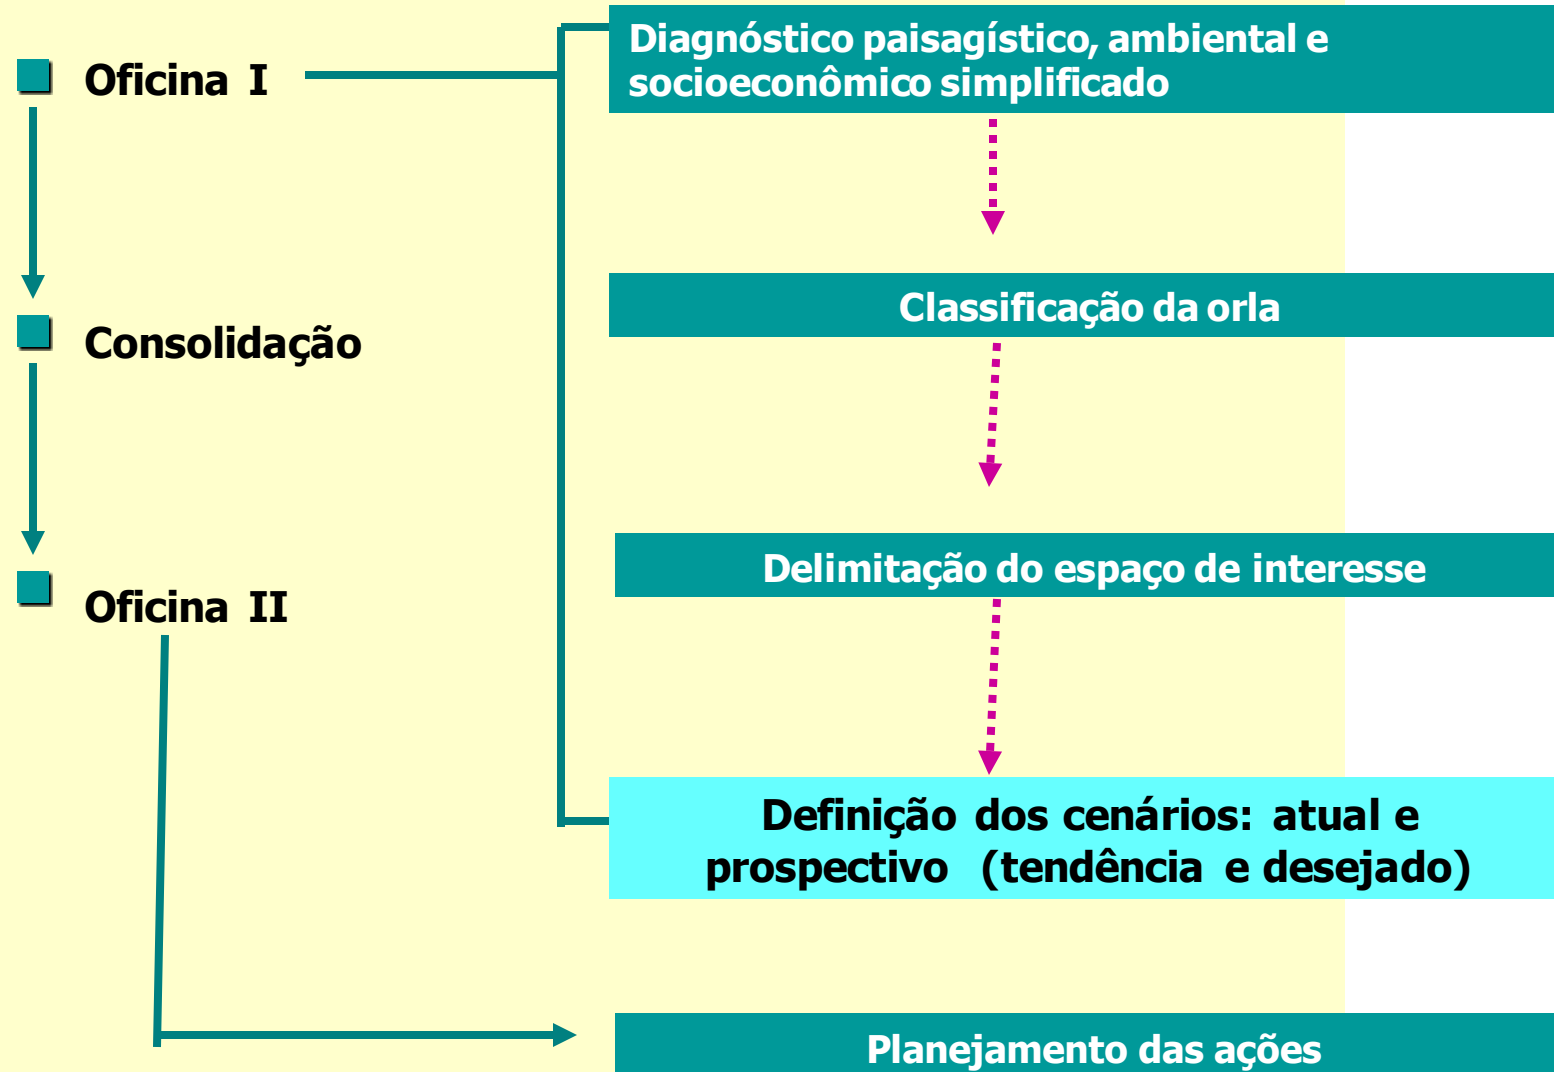 Oficina I
Consolidação
Oficina II
Diagnóstico paisagístico, ambiental e
socioeconômico simplificado
Classificação da orla
Delimitação do espaço de interesse
Definição dos cenários: atual e
prospectivo (tendência e desejado)
Planejamento das ações